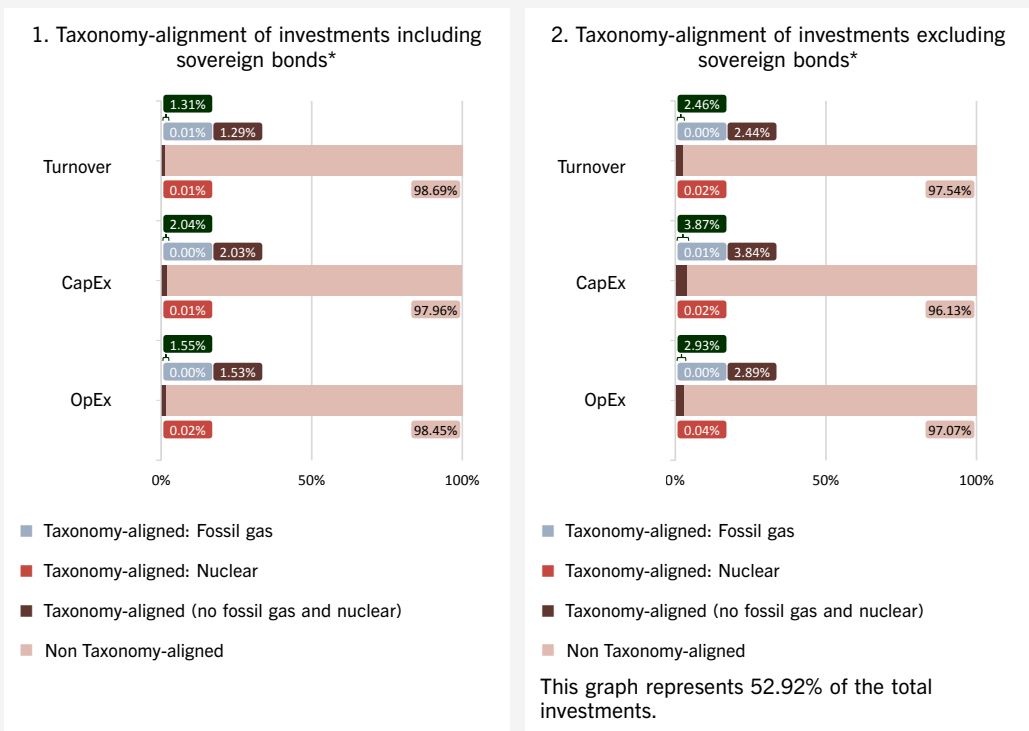 1. Taxonomy-alignment of investments including
sovereign bonds*
1.31%
0.01% 1.29%
Turnover
0.01% 98.69%
2.04%
0.00% 2.03%
CapEx
0.01% 97.96%
1.55%
0.00% 1.53%
OpEx
0.02% 98.45%
0% 50% 100%
Taxonomy-aligned: Fossil gas
Taxonomy-aligned: Nuclear
Taxonomy-aligned (no fossil gas and nuclear)
Non Taxonomy-aligned
2. Taxonomy-alignment of investments excluding
sovereign bonds*
2.46%
0.00% 2.44%
Turnover
0.02% 97.54%
3.87%
0.01% 3.84%
CapEx
0.02% 96.13%
2.93%
0.00% 2.89%
OpEx
0.04% 97.07%
0% 50% 100%
Taxonomy-aligned: Fossil gas
Taxonomy-aligned: Nuclear
Taxonomy-aligned (no fossil gas and nuclear)
Non Taxonomy-aligned
This graph represents 52.92% of the total
investments.